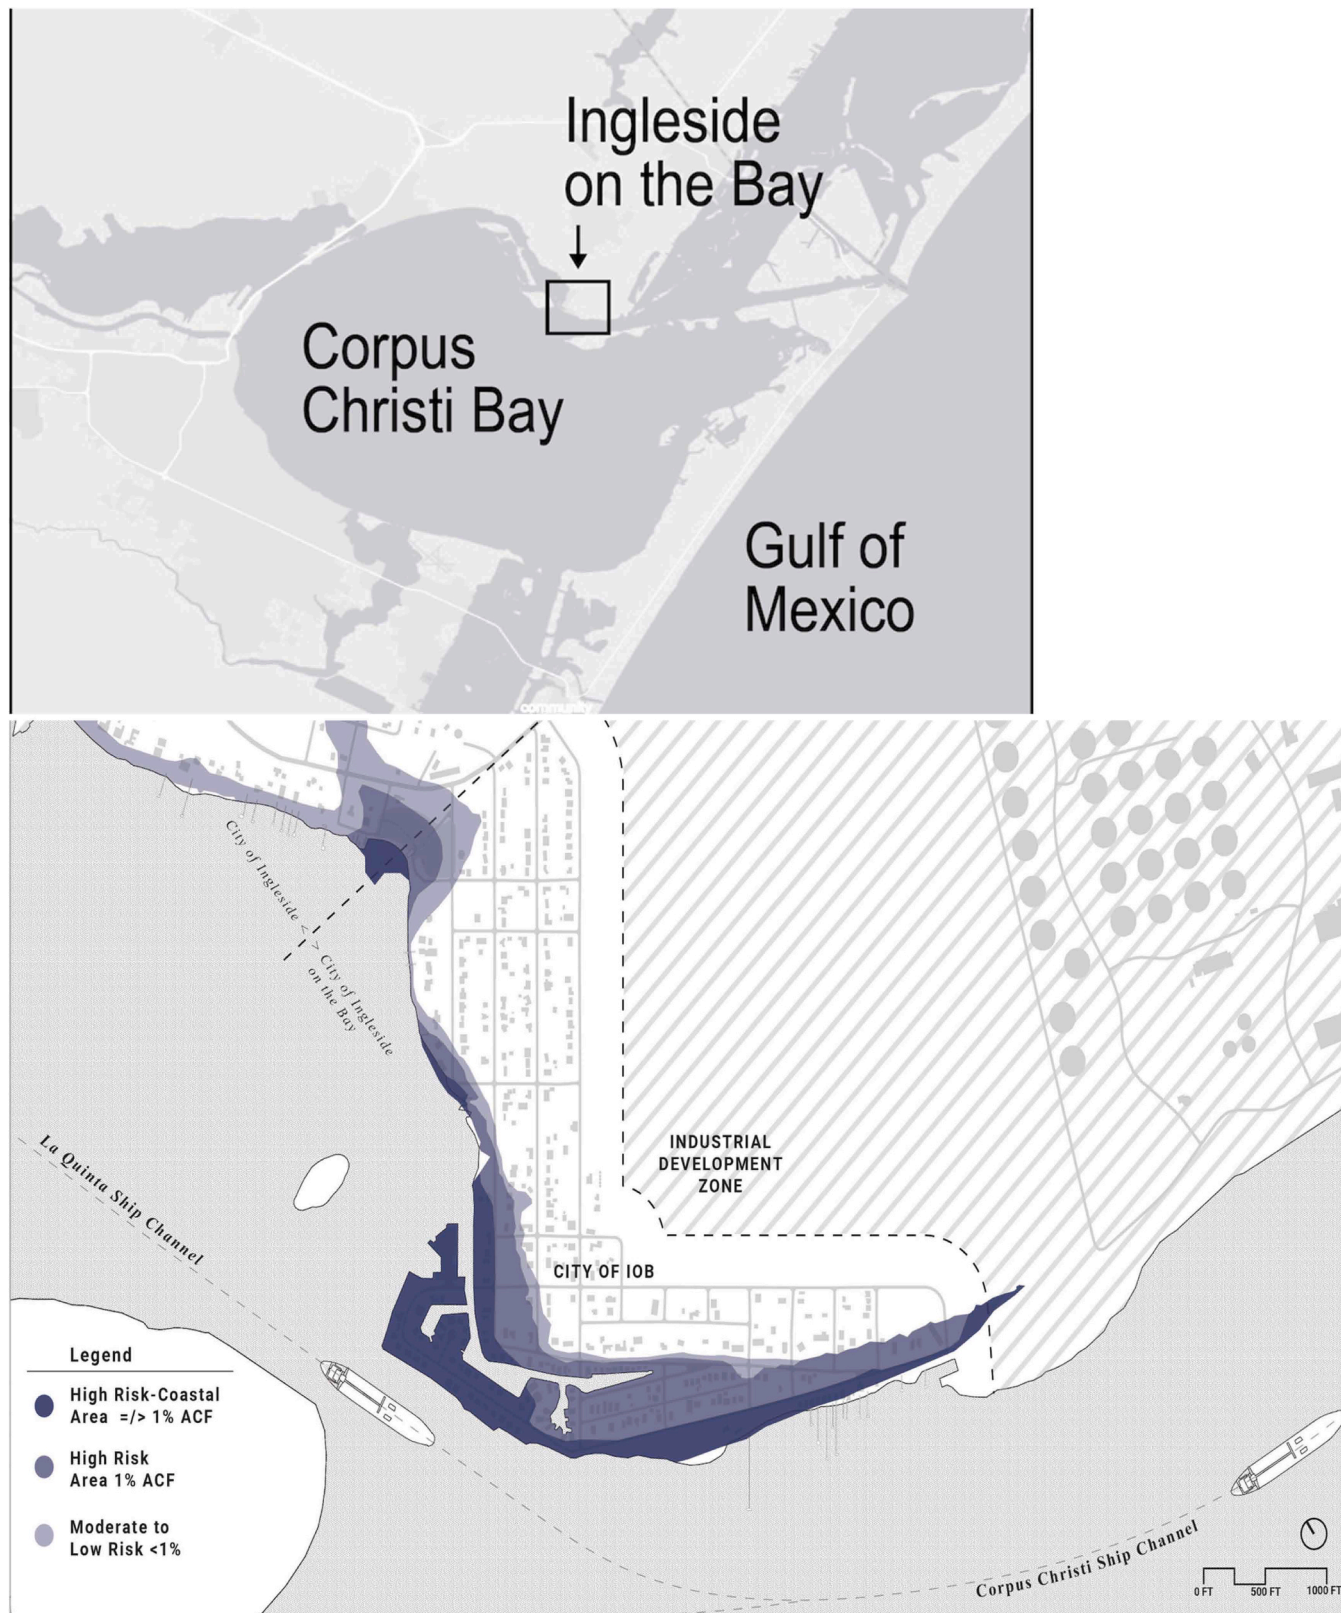 Ingleside
on the Bay
Corpus
Christi Bay
Gulf of
Mexico
community
City of Ingleside < > City of Ingleside
on the Bay
La Quinta Ship Channel
INDUSTRIAL
DEVELOPMENT
ZONE
CITY OF IOB
Legend
High Risk-Coastal
Area =/> 1% ACF
High Risk
Area 1% ACF
Moderate to
Low Risk <1%
Corpus Christi Ship Channel
0 FT 500 FT 1000 FT